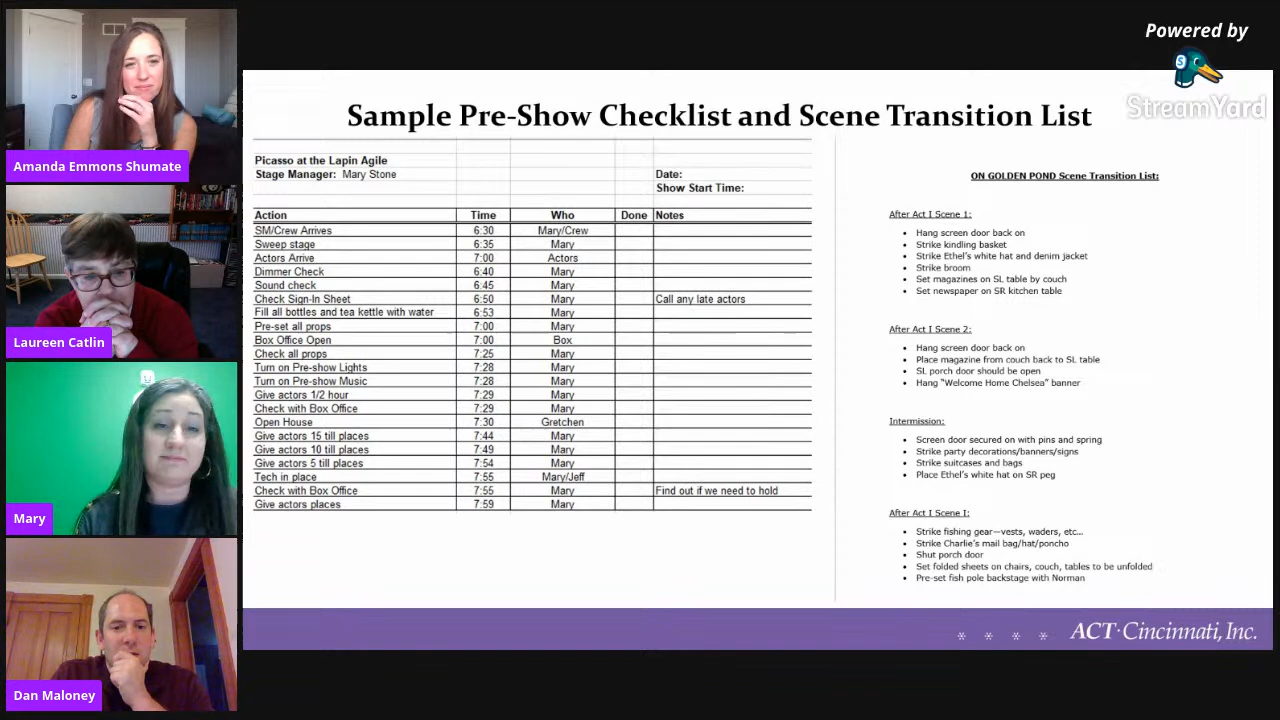 Powered by
StreamYard
Amanda Emmons Shumate
Laureen Catlin
Mary
Dan Maloney
Sample Pre-Show Checklist and Scene Transition List
Picasso at the Lapin Agile
Stage Manager: Mary Stone Date:
Show Start Time:
Action Time Who Done Notes
SM/Crew Arrives 6:30 Mary/Crew
Sweep stage 6:35 Mary
Actors Arrive 7:00 Actors
Dimmer Check 6:40 Mary
Sound check 6:45 Mary
Check Sign-In Sheet 6:50 Mary Call any late actors
Fill all bottles and tea kettle with water 6:53 Mary
Pre-set all props 7:00 Mary
Box Office Open 7:00 Box
Check all props 7:25 Mary
Turn on Pre-show Lights 7:28 Mary
Turn on Pre-show Music 7:28 Mary
Give actors 1/2 hour 7:29 Mary
Check with Box Office 7:29 Mary
Open House 7:30 Gretchen
Give actors 15 till places 7:44 Mary
Give actors 10 till places 7:49 Mary
Give actors 5 till places 7:54 Mary
Tech in place 7:55 Mary/Jeff
Check with Box Office 7:55 Mary Find out if we need to hold
Give actors places 7:59 Mary
ON GOLDEN POND Scene Transition List:
After Act I Scene 1:
• Hang screen door back on
• Strike kindling basket
• Strike Ethel's white hat and denim jacket
• Strike broom
• Set magazines on SL table by couch
• Set newspaper on SR kitchen table
After Act I Scene 2:
• Hang screen door back on
• Place magazine from couch back to SL table
• SL porch door should be open
• Hang "Welcome Home Chelsea" banner
Intermission:
• Screen door secured on with pins and spring
• Strike party decorations/banners/signs
• Strike suitcases and bags
• Place Ethel's white hat on SR peg
After Act I Scene I:
• Strike fishing gear—vests, waders, etc…
• Strike Charlie's mail bag/hat/poncho
• Shut porch door
• Set folded sheets on chairs, couch, tables to be unfolded
• Pre-set fish pole backstage with Norman
* * * * ACT·Cincinnati, Inc.